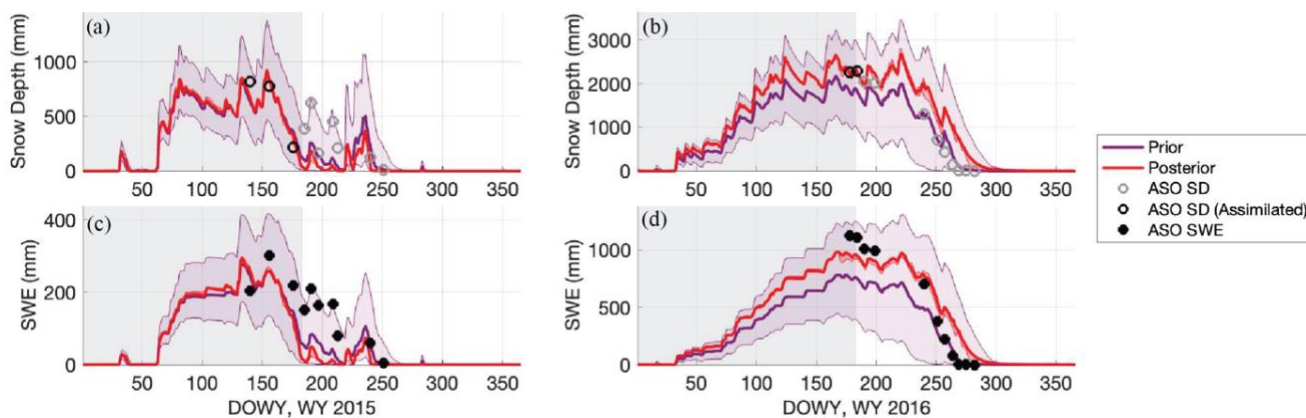 (a)
Snow Depth (mm)
1000
500
0
50 100 150 200 250 300 350
(b)
Snow Depth (mm)
3000
2000
1000
0
50 100 150 200 250 300 350
(c)
SWE (mm)
400
200
0
50 100 150 200 250 300 350
DOWY, WY 2015
(d)
SWE (mm)
1000
500
0
50 100 150 200 250 300 350
DOWY, WY 2016
Prior
Posterior
ASO SD
ASO SD (Assimilated)
ASO SWE